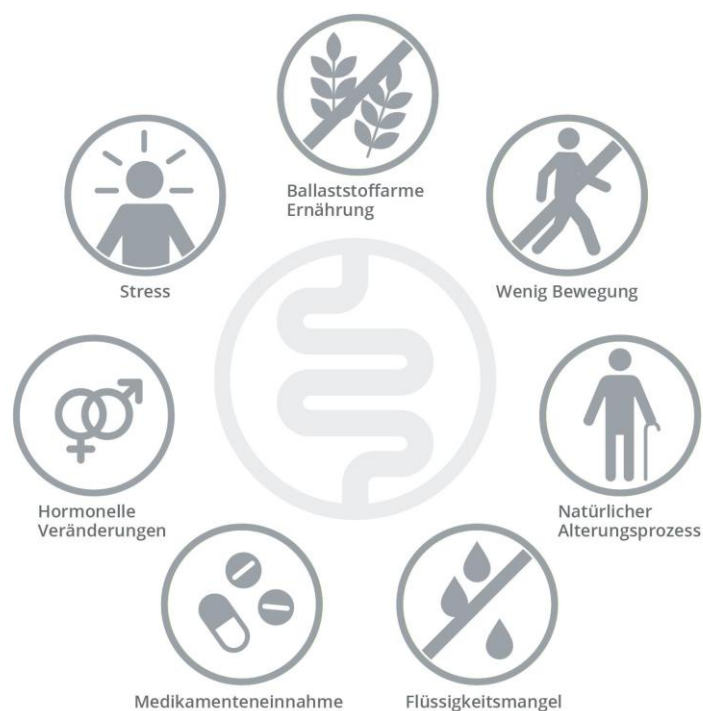 Ballaststoffarme
Ernährung
Stress
Wenig Bewegung
Hormonelle
Veränderungen
Natürlicher
Alterungsprozess
Medikamenteneinnahme
Flüssigkeitsmangel